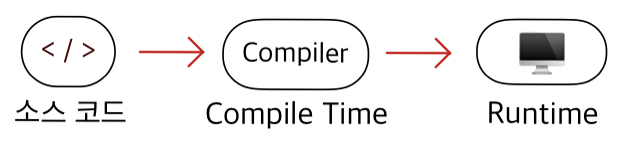 < / >
Compiler
소스 코드
Compile Time
Runtime